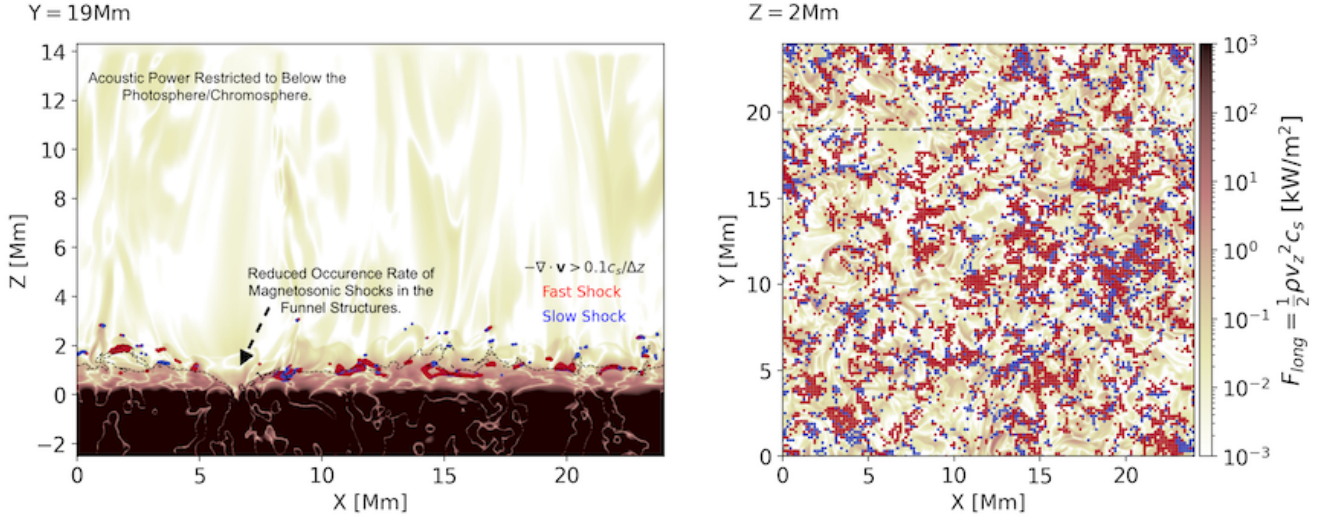 Y = 19Mm
Z = 2Mm
Acoustic Power Restricted to Below the
Photosphere/Chromosphere.
Reduced Occurence Rate of
Magnetosonic Shocks in the
Funnel Structures.
−∇ · v > 0.1c_s/Δz
Fast Shock
Slow Shock
14
12
10
8
6
4
2
0
−2
Z [Mm]
0 5 10 15 20
X [Mm]
20
15
10
5
0
Y [Mm]
0 5 10 15 20
X [Mm]
10^3
10^2
10^1
10^0
10^−1
10^−2
10^−3
F_long = ½ρv_z²c_s [kW/m²]